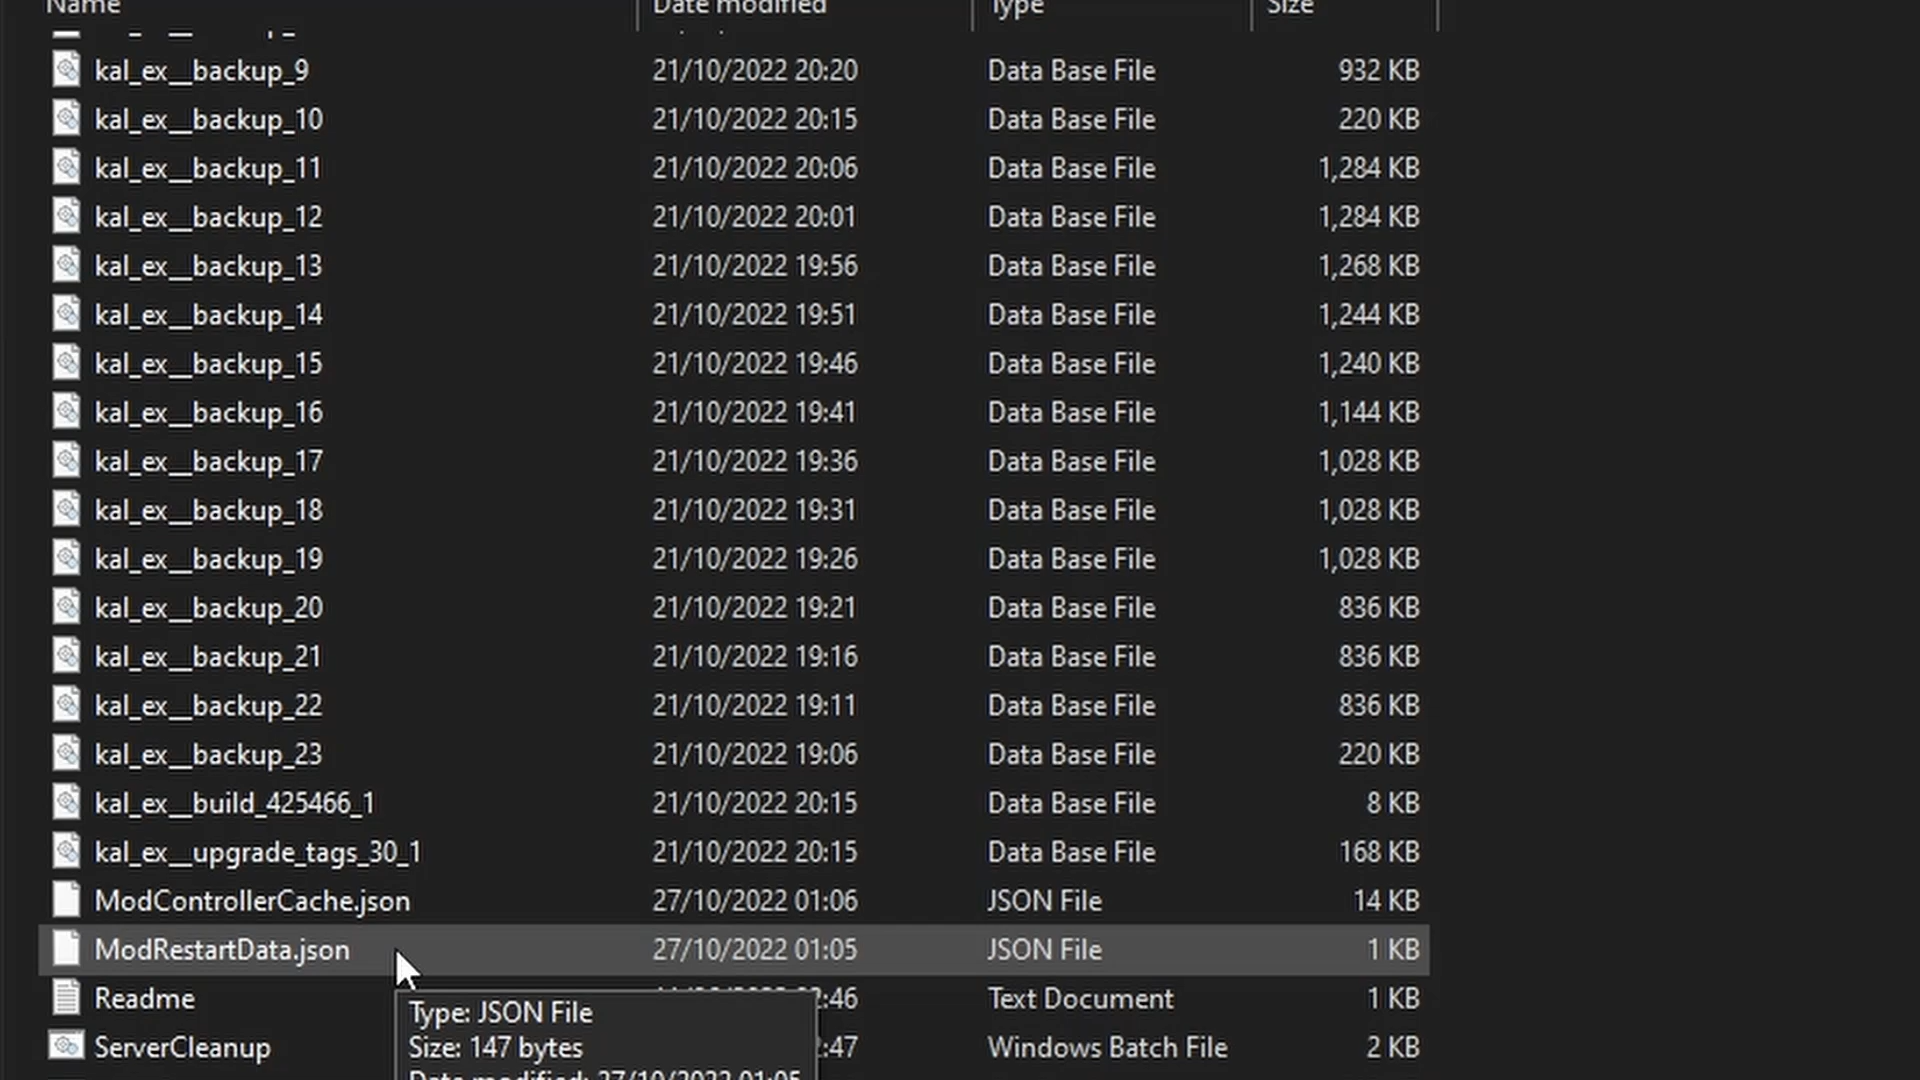 Name Date modified Type Size
kal_ex__backup_9 21/10/2022 20:20 Data Base File 932 KB
kal_ex__backup_10 21/10/2022 20:15 Data Base File 220 KB
kal_ex__backup_11 21/10/2022 20:06 Data Base File 1,284 KB
kal_ex__backup_12 21/10/2022 20:01 Data Base File 1,284 KB
kal_ex__backup_13 21/10/2022 19:56 Data Base File 1,268 KB
kal_ex__backup_14 21/10/2022 19:51 Data Base File 1,244 KB
kal_ex__backup_15 21/10/2022 19:46 Data Base File 1,240 KB
kal_ex__backup_16 21/10/2022 19:41 Data Base File 1,144 KB
kal_ex__backup_17 21/10/2022 19:36 Data Base File 1,028 KB
kal_ex__backup_18 21/10/2022 19:31 Data Base File 1,028 KB
kal_ex__backup_19 21/10/2022 19:26 Data Base File 1,028 KB
kal_ex__backup_20 21/10/2022 19:21 Data Base File 836 KB
kal_ex__backup_21 21/10/2022 19:16 Data Base File 836 KB
kal_ex__backup_22 21/10/2022 19:11 Data Base File 836 KB
kal_ex__backup_23 21/10/2022 19:06 Data Base File 220 KB
kal_ex__build_425466_1 21/10/2022 20:15 Data Base File 8 KB
kal_ex__upgrade_tags_30_1 21/10/2022 20:15 Data Base File 168 KB
ModControllerCache.json 27/10/2022 01:06 JSON File 14 KB
ModRestartData.json 27/10/2022 01:05 JSON File 1 KB
Readme :46 Text Document 1 KB
Type: JSON File
Size: 147 bytes
Date modified: 27/10/2022 01:05
ServerCleanup :47 Windows Batch File 2 KB